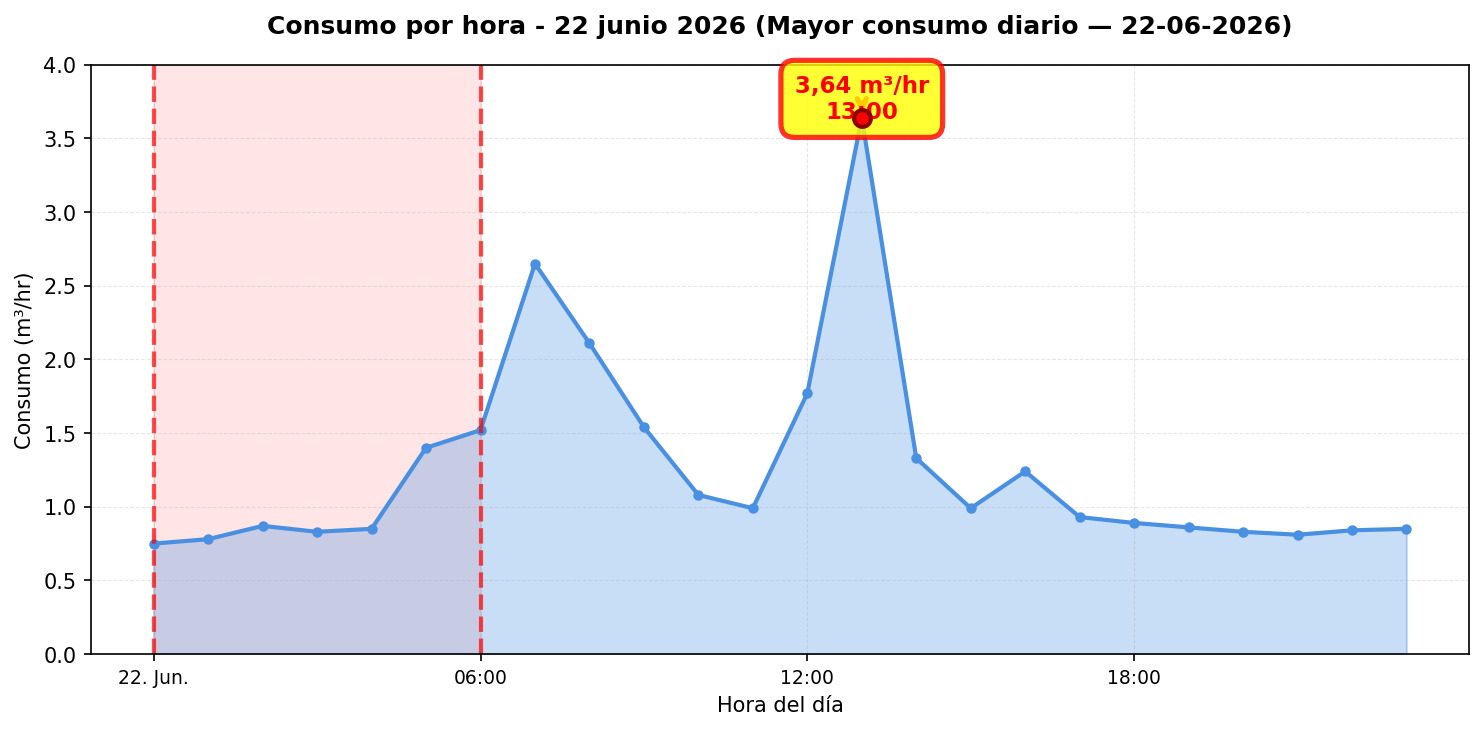 Consumo por hora - 22 junio 2026 (Mayor consumo diario — 22-06-2026)
Consumo (m³/hr)
4.0
3.5
3.0
2.5
2.0
1.5
1.0
0.5
0.0
3,64 m³/hr
13:00
22. Jun.
06:00
12:00
18:00
Hora del día